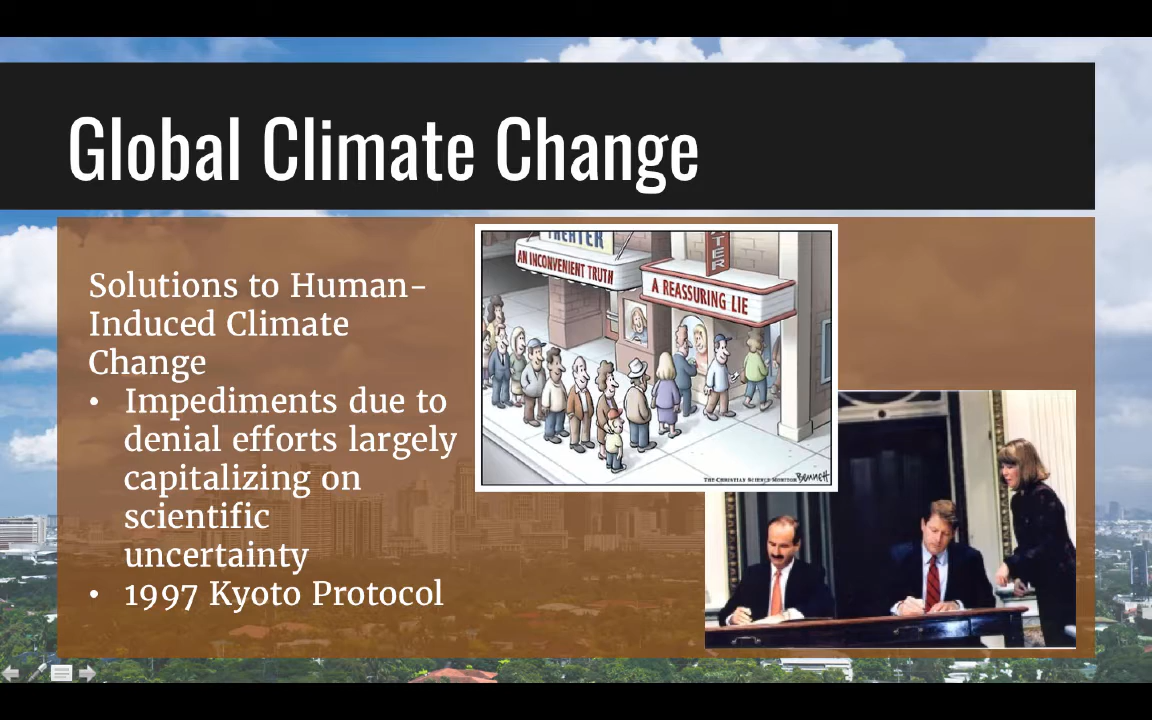 Global Climate Change
Solutions to Human-
Induced Climate
Change
• Impediments due to
denial efforts largely
capitalizing on
scientific
uncertainty
• 1997 Kyoto Protocol
THEATER
AN INCONVENIENT TRUTH
TER
A REASSURING LIE
THE CHRISTIAN SCIENCE MONITOR
BENNETT